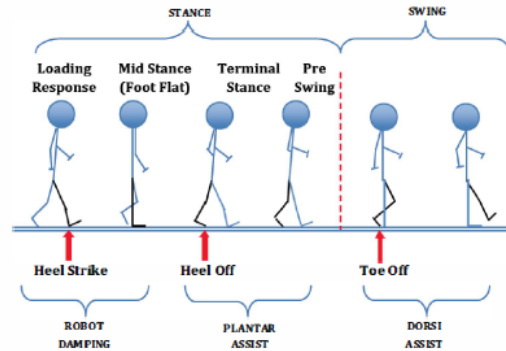 STANCE
SWING
Loading
Response
Mid Stance
(Foot Flat)
Terminal
Stance
Pre
Swing
Heel Strike
Heel Off
Toe Off
ROBOT
DAMPING
PLANTAR
ASSIST
DORSI
ASSIST